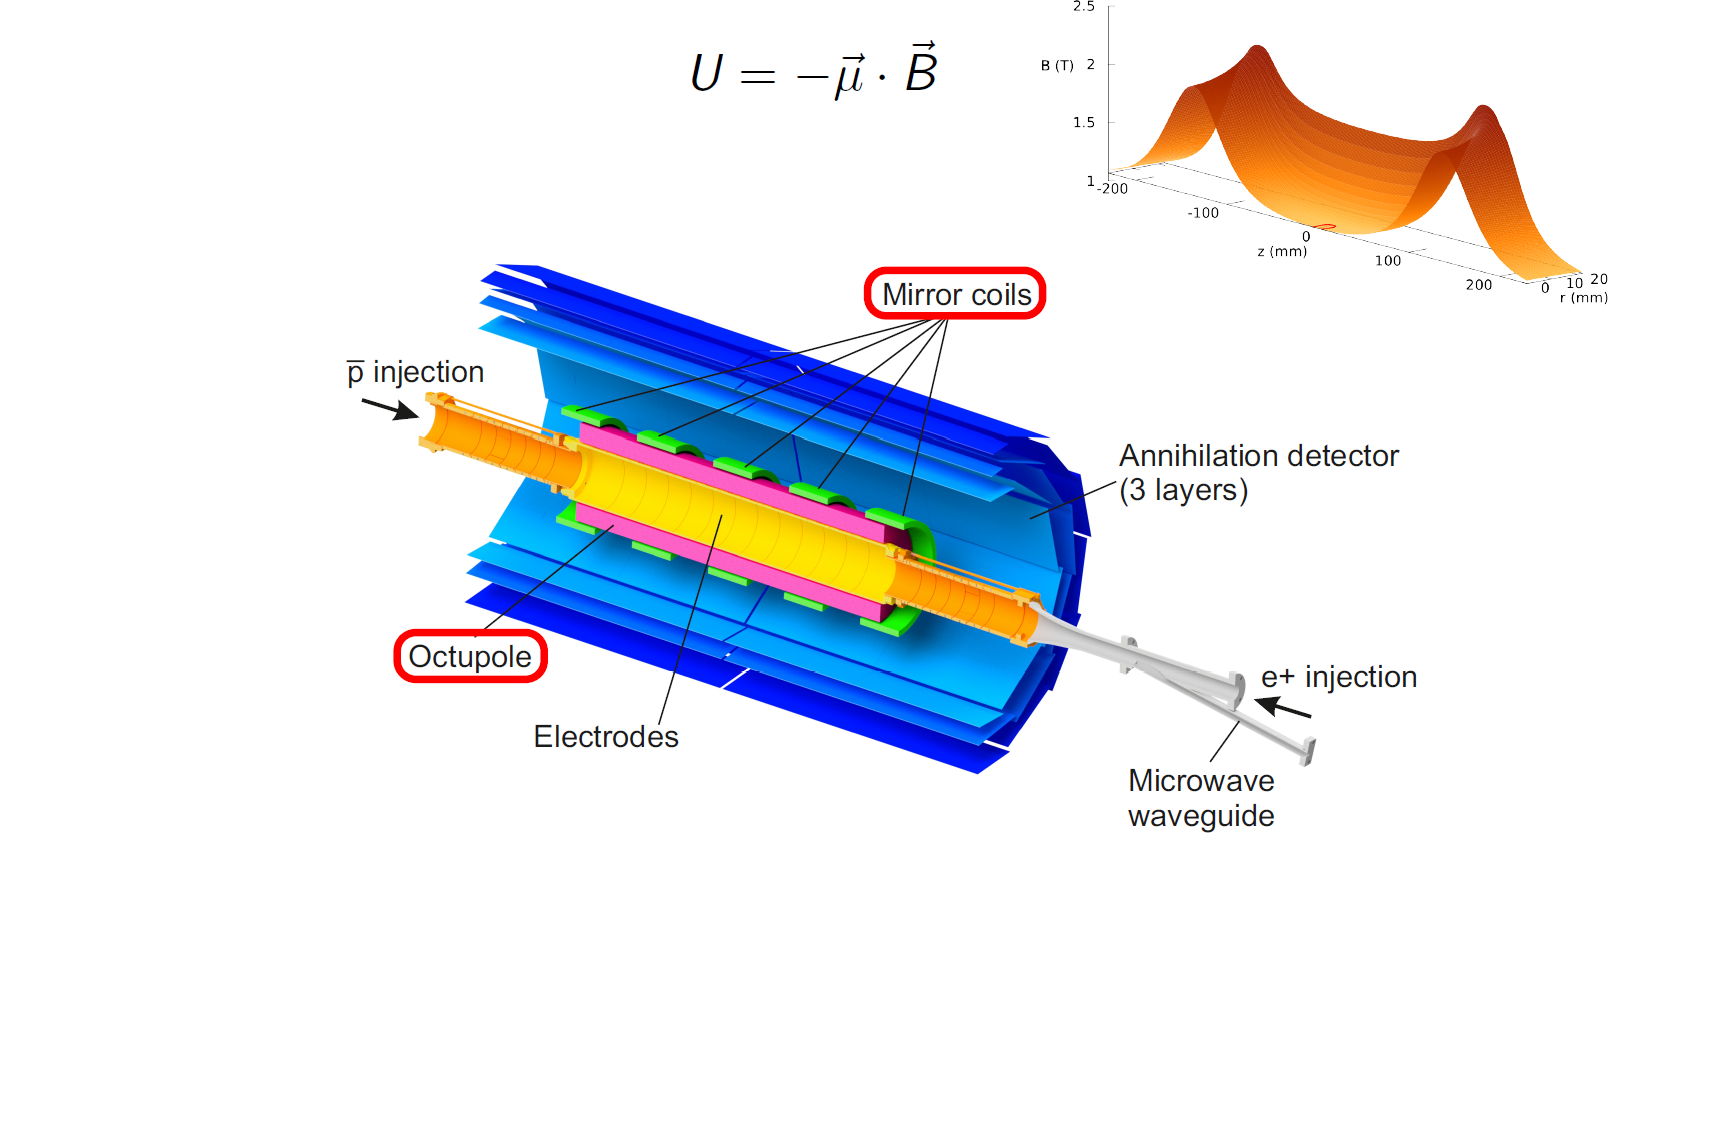 U = −μ⃗ · B⃗
2.5
B (T) 2
1.5
1
-200
-100
0
z (mm)
100
200
0 10 20
r (mm)
Mirror coils
p̅ injection
Annihilation detector
(3 layers)
Octupole
e+ injection
Electrodes
Microwave
waveguide